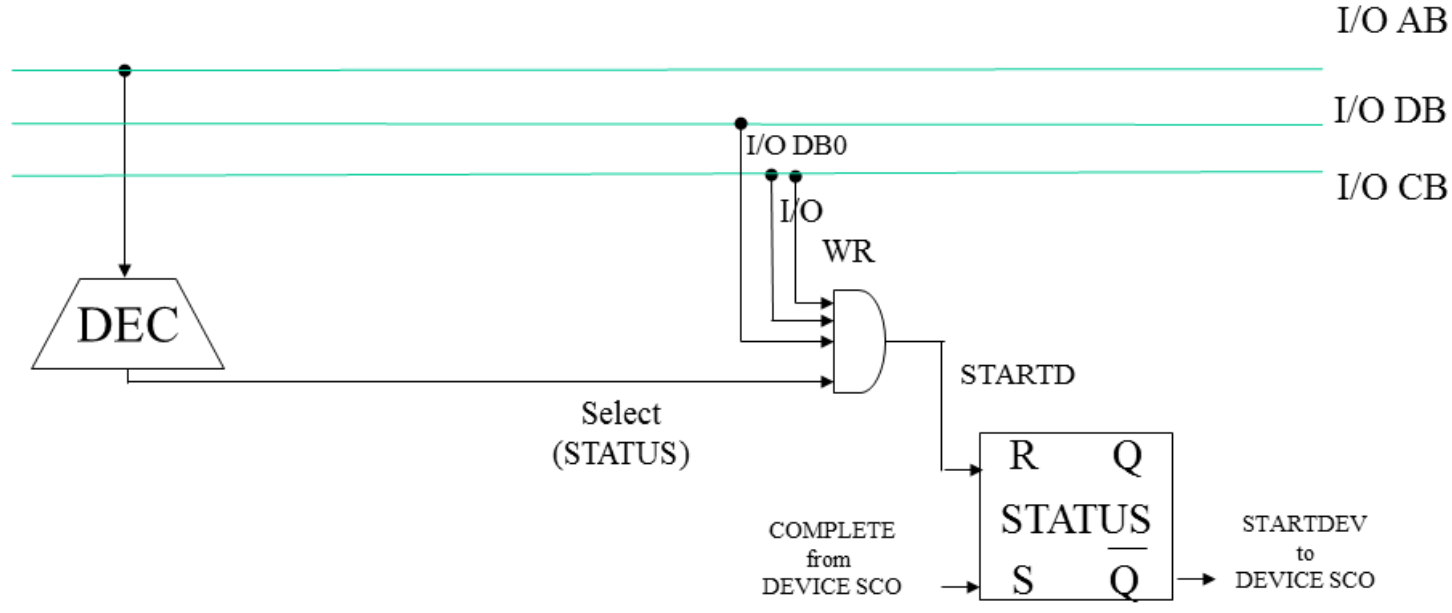 I/O AB
I/O DB
I/O DB0
I/O CB
I/O
WR
DEC
STARTD
Select
(STATUS)
R Q
STATUS
S Q̅
COMPLETE
from
DEVICE SCO
STARTDEV
to
DEVICE SCO